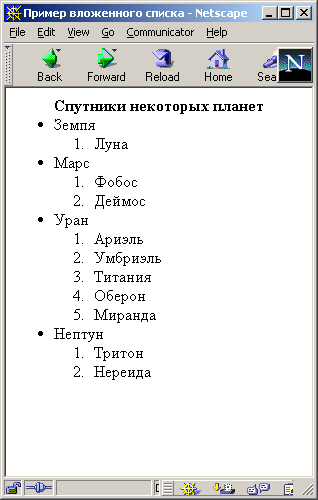 Пример вложенного списка - Netscape
File Edit View Go Communicator Help
Back Forward Reload Home Sea
N
Спутники некоторых планет
• Земпя
1. Луна
• Марс
1. Фобос
2. Деймос
• Уран
1. Ариэль
2. Умбриэль
3. Титания
4. Оберон
5. Миранда
• Нептун
1. Тритон
2. Нереида